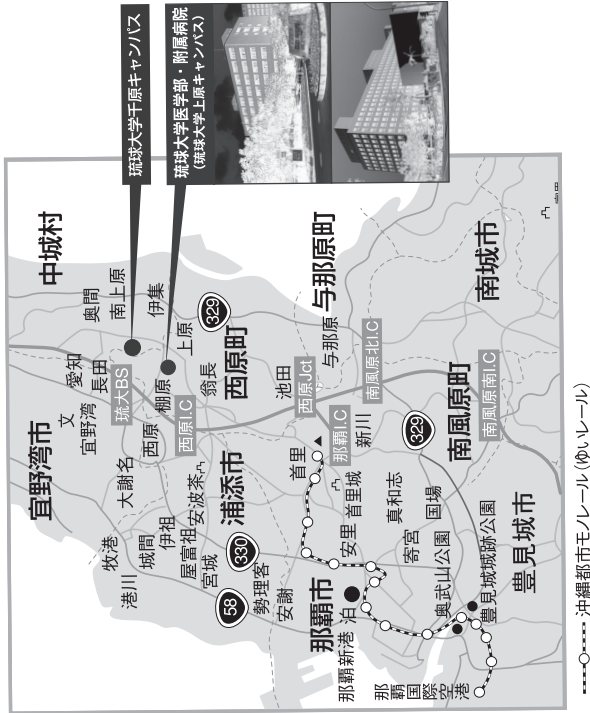 琉球大学千原キャンパス
琉球大学医学部・附属病院
(琉球大学上原キャンパス)
中城村
奥間
南上原
伊集
329
上原
与那原町
南城市
愛知
長田
琉大BS
棚原
翁長
西原町
池田
西原Jct
与那原
南風原北I.C
文
宜野湾
西原
西原I.C
那覇I.C
新川
329
南風原町
南風原南I.C
宜野湾市
大謝名
安波茶
浦添市
首里
首里城
真和志
国場
牧港
港川
城間
伊祖
屋富祖
宮城
330
勢理客
安謝
58
安里
寄宮
奥武山公園
豊見城城跡公園
豊見城市
那覇市
泊
那覇新港
那覇国際空港
沖縄都市モノレール(ゆいレール)